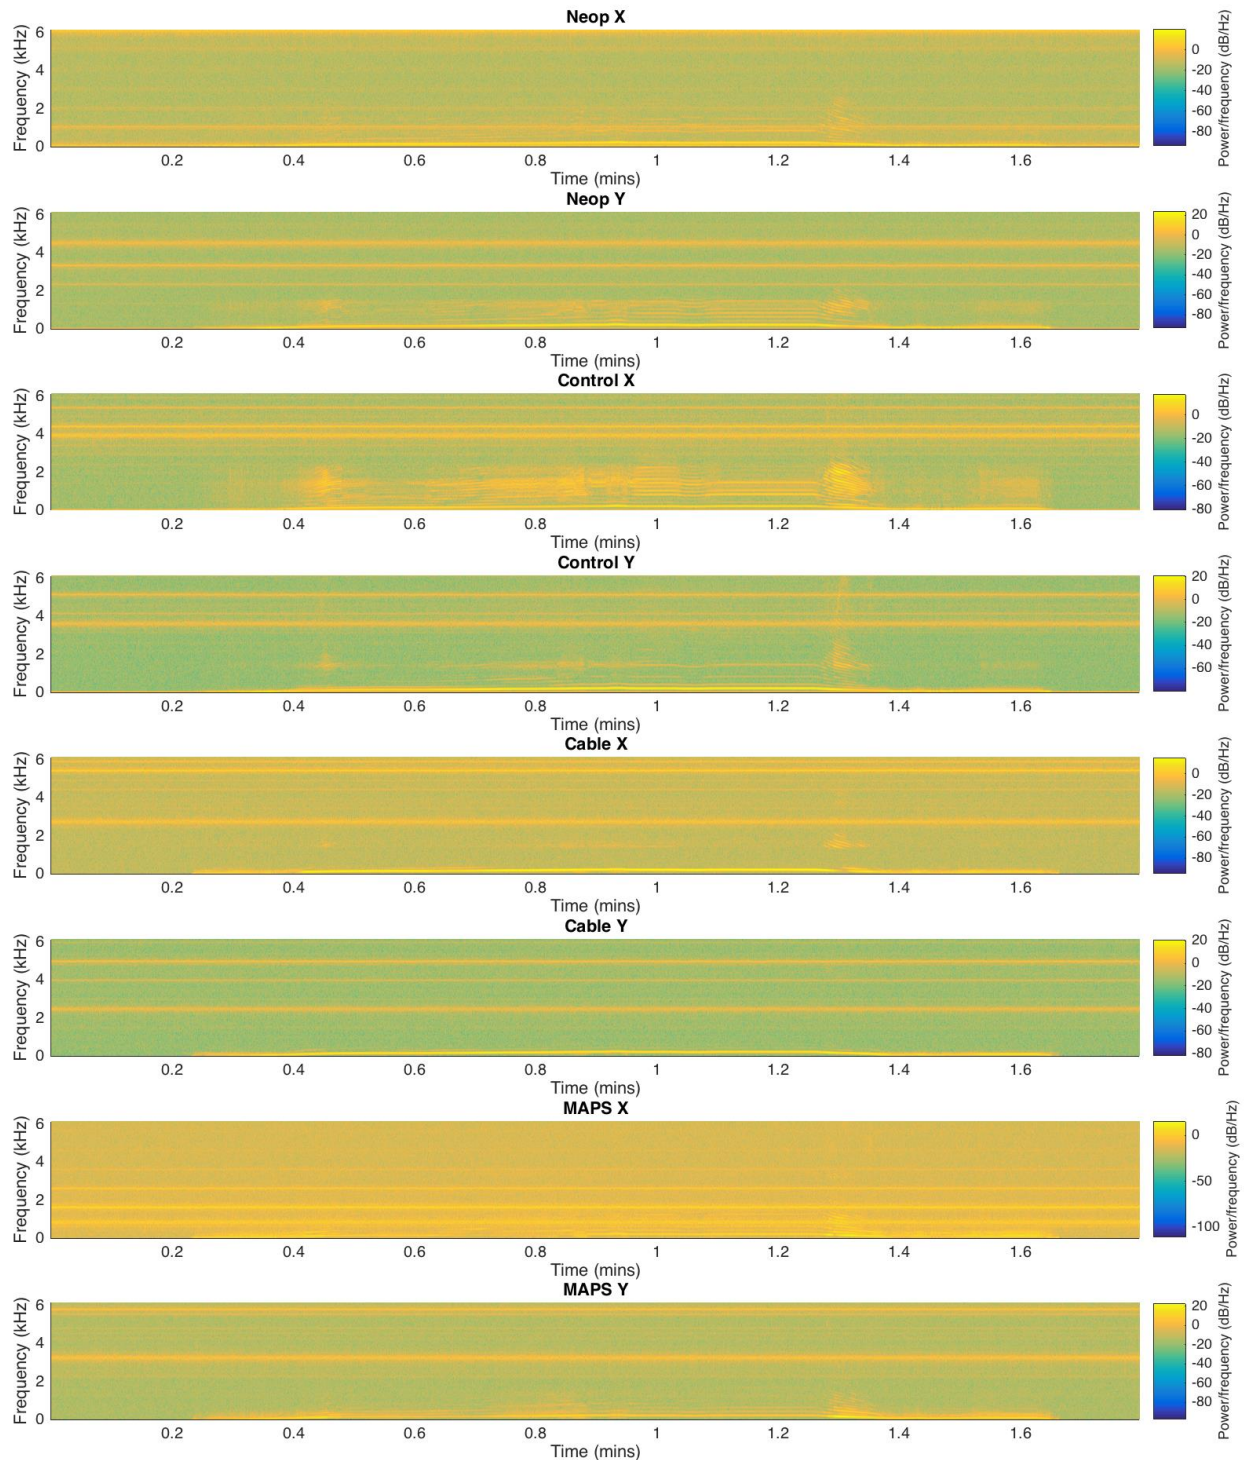 Neop X
Frequency (kHz)
6
4
2
0
0.2 0.4 0.6 0.8 1 1.2 1.4 1.6
Time (mins)
0
-20
-40
-60
-80
Power/frequency (dB/Hz)
Neop Y
Frequency (kHz)
6
4
2
0
0.2 0.4 0.6 0.8 1 1.2 1.4 1.6
Time (mins)
20
0
-20
-40
-60
-80
Power/frequency (dB/Hz)
Control X
Frequency (kHz)
6
4
2
0
0.2 0.4 0.6 0.8 1 1.2 1.4 1.6
Time (mins)
0
-20
-40
-60
-80
Power/frequency (dB/Hz)
Control Y
Frequency (kHz)
6
4
2
0
0.2 0.4 0.6 0.8 1 1.2 1.4 1.6
Time (mins)
20
0
-20
-40
-60
Power/frequency (dB/Hz)
Cable X
Frequency (kHz)
6
4
2
0
0.2 0.4 0.6 0.8 1 1.2 1.4 1.6
Time (mins)
0
-20
-40
-60
-80
Power/frequency (dB/Hz)
Cable Y
Frequency (kHz)
6
4
2
0
0.2 0.4 0.6 0.8 1 1.2 1.4 1.6
Time (mins)
20
0
-20
-40
-60
-80
Power/frequency (dB/Hz)
MAPS X
Frequency (kHz)
6
4
2
0
0.2 0.4 0.6 0.8 1 1.2 1.4 1.6
Time (mins)
0
-50
-100
Power/frequency (dB/Hz)
MAPS Y
Frequency (kHz)
6
4
2
0
0.2 0.4 0.6 0.8 1 1.2 1.4 1.6
Time (mins)
20
0
-20
-40
-60
-80
Power/frequency (dB/Hz)